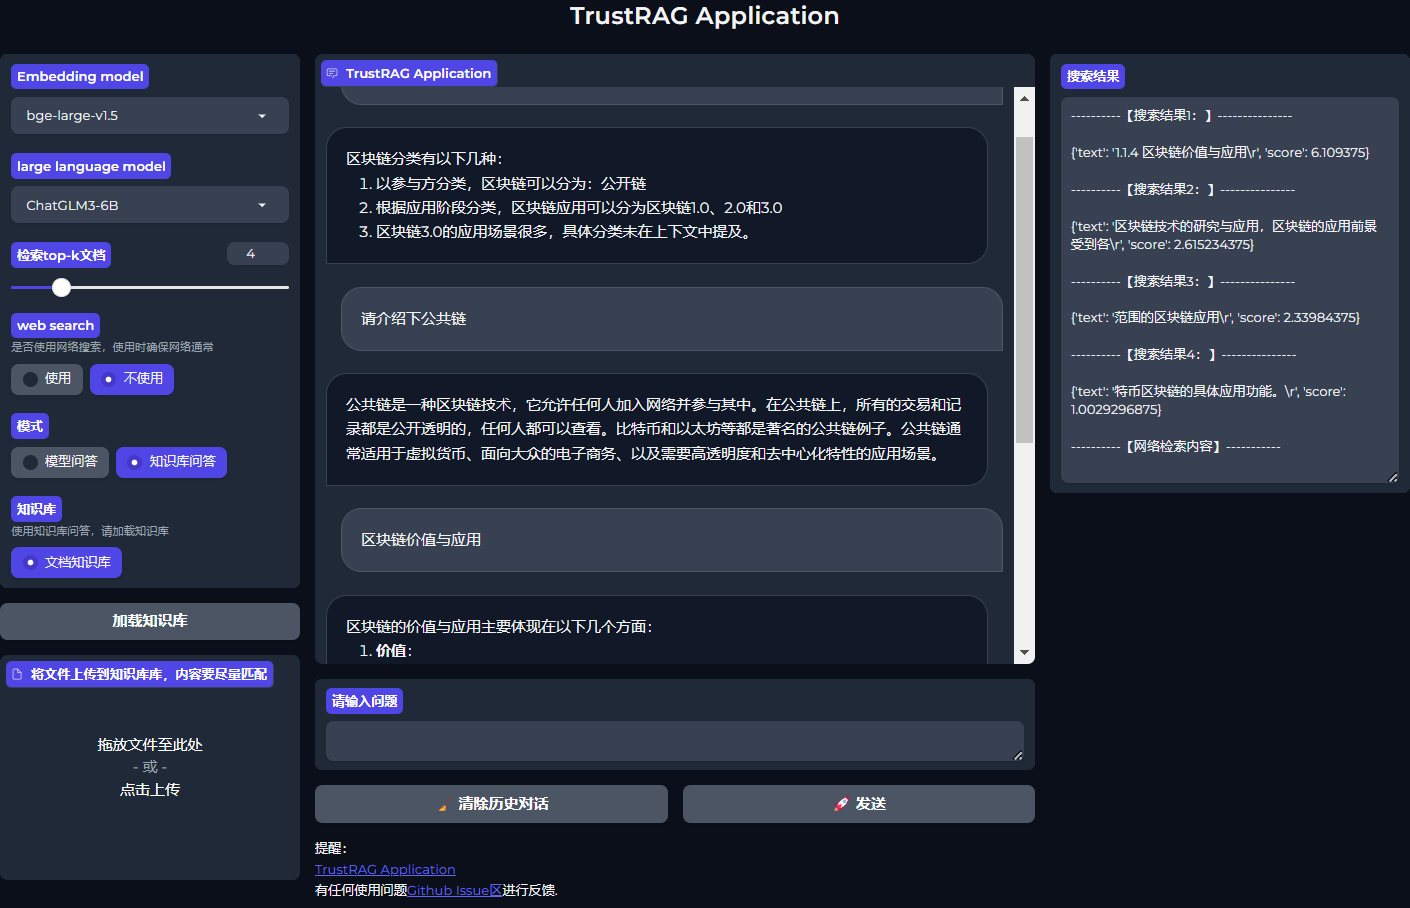 TrustRAG Application
Embedding model
bge-large-v1.5
large language model
ChatGLM3-6B
检索top-k文档
4
web search
是否使用网络搜索，使用时确保网络通常
使用
不使用
模式
模型问答
知识库问答
知识库
使用知识库问答，请加载知识库
文档知识库
加载知识库
将文件上传到知识库库，内容要尽量匹配
拖放文件至此处
- 或 -
点击上传
TrustRAG Application
区块链分类有以下几种：
1. 以参与方分类，区块链可以分为：公开链
2. 根据应用阶段分类，区块链应用可以分为区块链1.0、2.0和3.0
3. 区块链3.0的应用场景很多，具体分类未在上下文中提及。
请介绍下公共链
公共链是一种区块链技术，它允许任何人加入网络并参与其中。在公共链上，所有的交易和记
录都是公开透明的，任何人都可以查看。比特币和以太坊等都是著名的公共链例子。公共链通
常适用于虚拟货币、面向大众的电子商务、以及需要高透明度和去中心化特性的应用场景。
区块链价值与应用
区块链的价值与应用主要体现在以下几个方面：
1. 价值：
请输入问题
清除历史对话
发送
提醒：
TrustRAG Application
有任何使用问题Github Issue区进行反馈.
搜索结果
----------【搜索结果1：】---------------
{'text': '1.1.4 区块链价值与应用\r', 'score': 6.109375}
----------【搜索结果2：】---------------
{'text': '区块链技术的研究与应用，区块链的应用前景
受到各\r', 'score': 2.615234375}
----------【搜索结果3：】---------------
{'text': '范围的区块链应用\r', 'score': 2.33984375}
----------【搜索结果4：】---------------
{'text': '特币区块链的具体应用功能。\r', 'score':
1.0029296875}
----------【网络检索内容】-----------